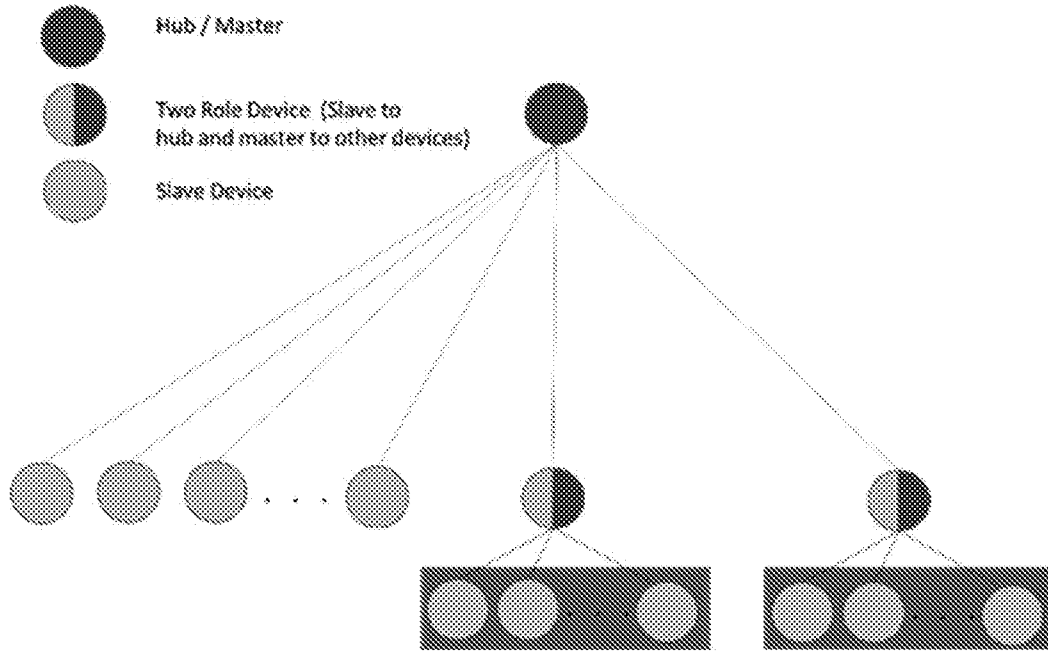 Hub / Master
Two Role Device (Slave to
hub and master to other devices)
Slave Device